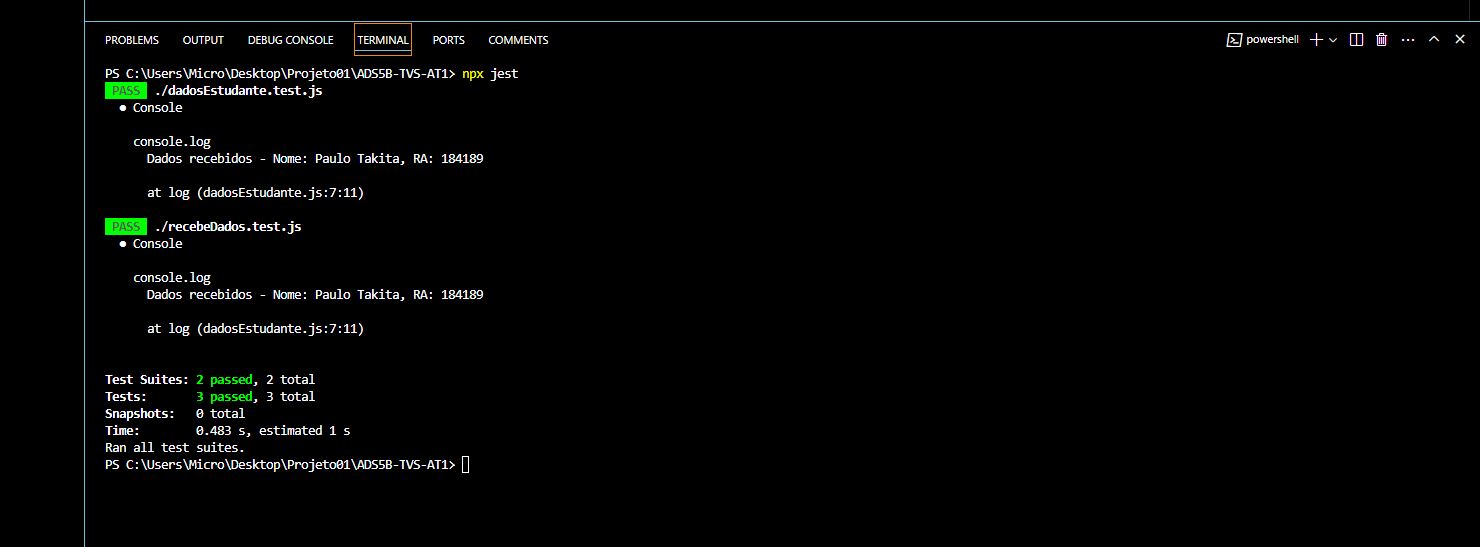 PROBLEMS OUTPUT DEBUG CONSOLE TERMINAL PORTS COMMENTS powershell
PS C:\Users\Micro\Desktop\Projeto01\ADS5B-TVS-AT1> npx jest
PASS ./dadosEstudante.test.js
● Console
console.log
Dados recebidos - Nome: Paulo Takita, RA: 184189
at log (dadosEstudante.js:7:11)
PASS ./recebeDados.test.js
● Console
console.log
Dados recebidos - Nome: Paulo Takita, RA: 184189
at log (dadosEstudante.js:7:11)
Test Suites: 2 passed, 2 total
Tests: 3 passed, 3 total
Snapshots: 0 total
Time: 0.483 s, estimated 1 s
Ran all test suites.
PS C:\Users\Micro\Desktop\Projeto01\ADS5B-TVS-AT1>